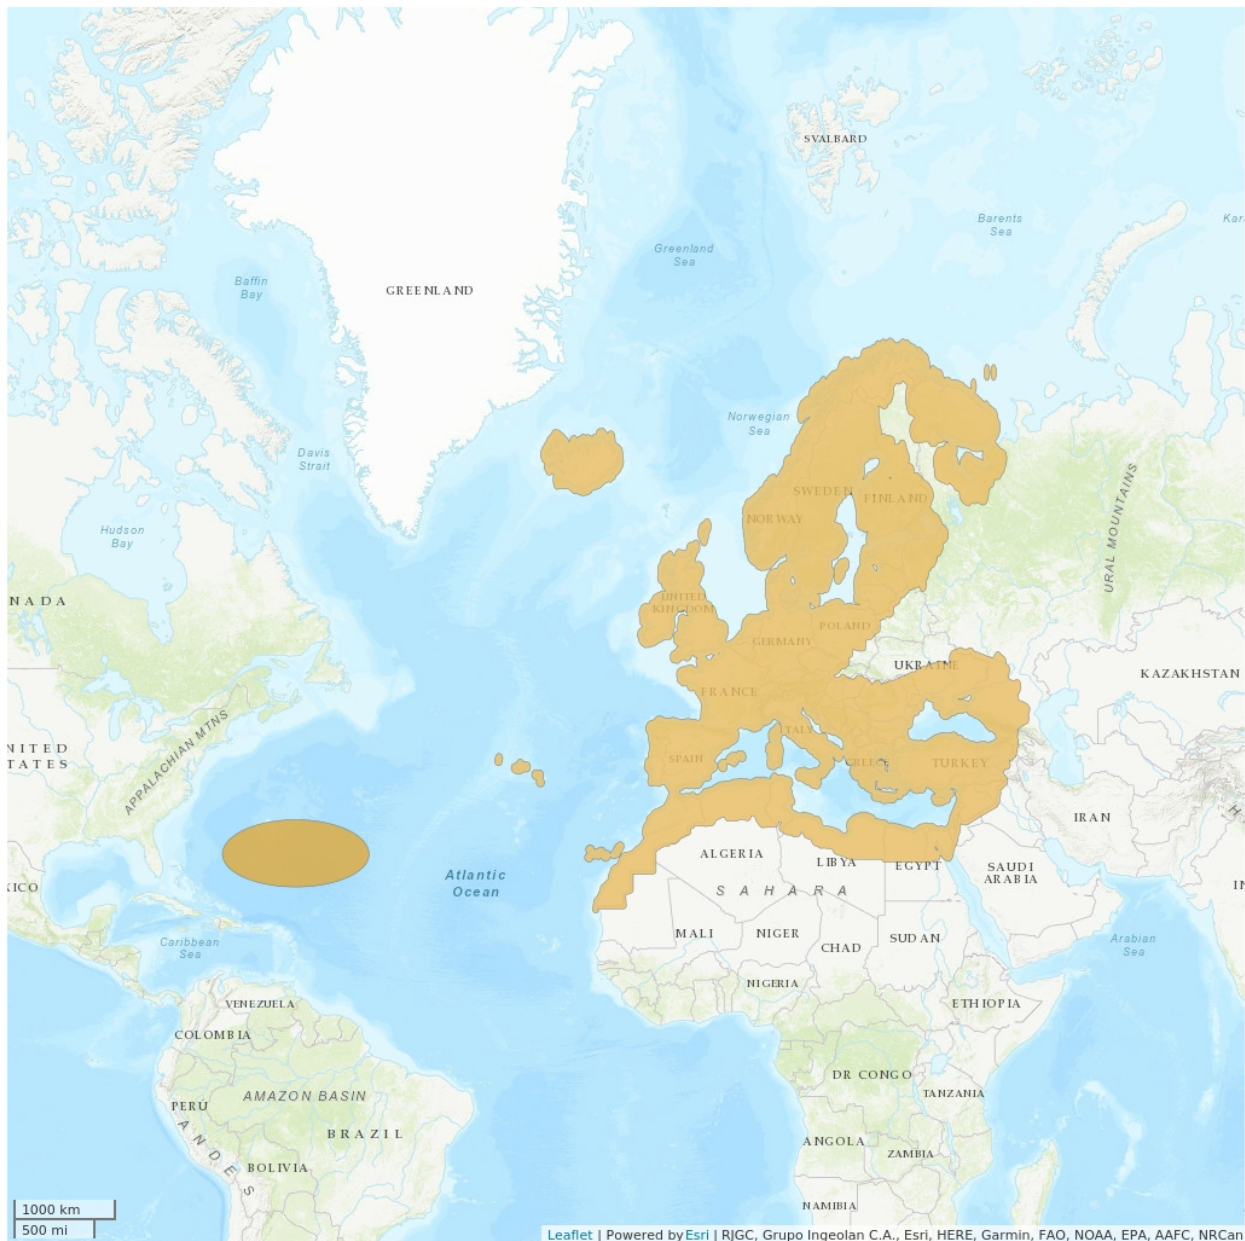 SVALBARD
Barents
Sea
Kar
Greenland
Sea
Baffin
Bay
GREENLAND
Norwegian
Sea
Davis
Strait
URAL MOUNTAINS
SWEDEN
FINLAND
NORWAY
Hudson
Bay
NADA
UNITED
KINGDOM
POLAND
GERMANY
UKRAINE
KAZAKHSTAN
FRANCE
APPALACHIAN MTNS
ITALY
NITED
TATES
SPAIN
GREECE
TURKEY
IRAN
ALGERIA
LIBYA
EGYPT
SAUDI
ARABIA
XICO
Atlantic
Ocean
SAHARA
IN
MALI
NIGER
CHAD
SUDAN
Caribbean
Sea
Arabian
Sea
NIGERIA
ETHIOPIA
VENEZUELA
COLOMBIA
DR CONGO
TANZANIA
AMAZON BASIN
PERU
BRAZIL
ANDES
ANGOLA
ZAMBIA
BOLIVIA
NAMIBIA
1000 km
500 mi
Leaflet | Powered by Esri | RJGC, Grupo Ingeolan C.A., Esri, HERE, Garmin, FAO, NOAA, EPA, AAFC, NRCan